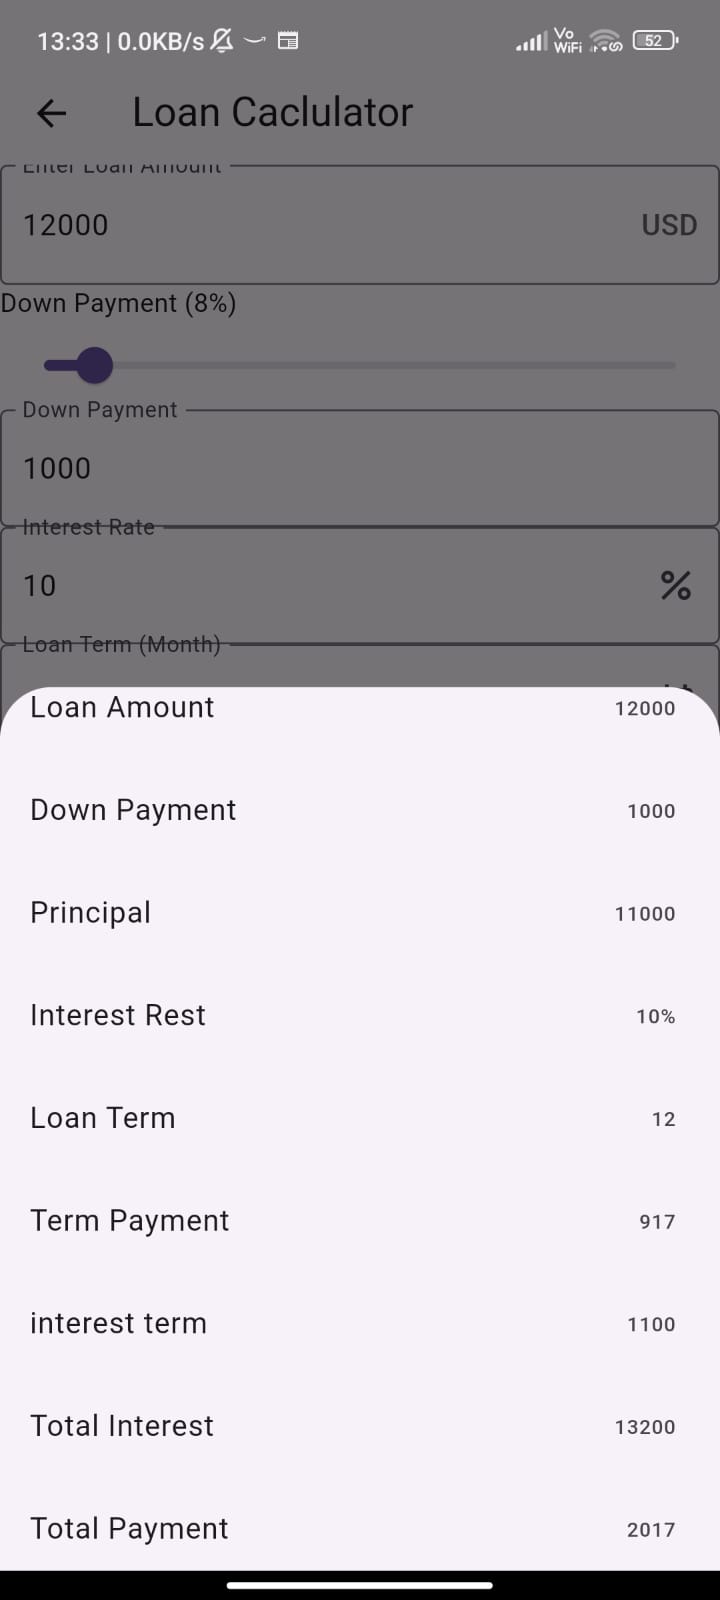 13:33 | 0.0KB/s Vo WiFi 52
Loan Caclulator
Enter Loan Amount
12000 USD
Down Payment (8%)
Down Payment
1000
Interest Rate
10 %
Loan Term (Month)
Loan Amount 12000
Down Payment 1000
Principal 11000
Interest Rest 10%
Loan Term 12
Term Payment 917
interest term 1100
Total Interest 13200
Total Payment 2017